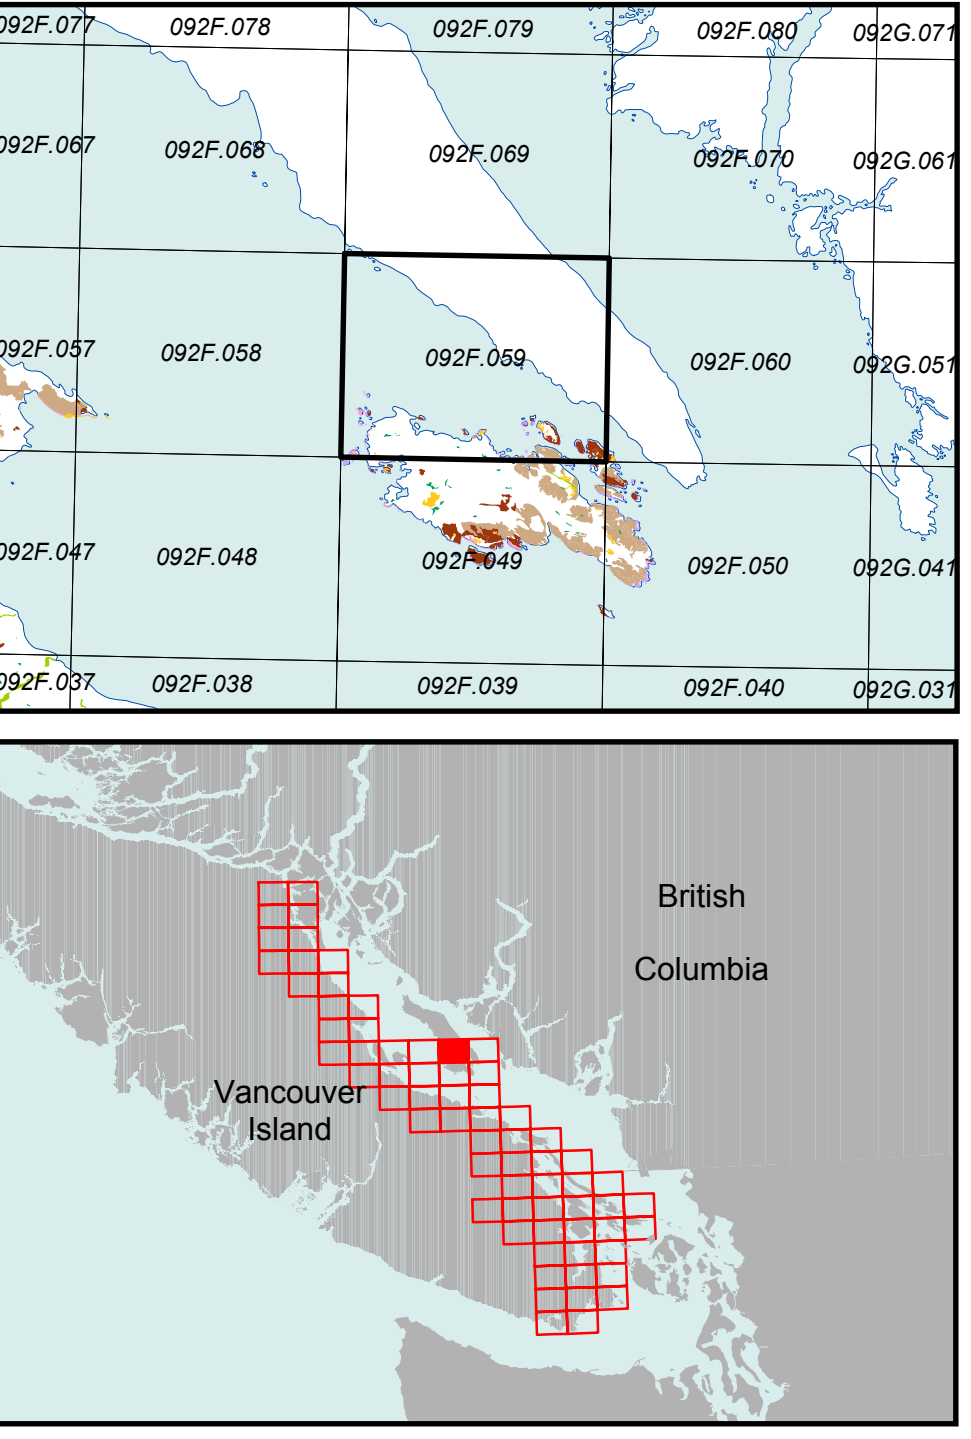 092F.077 092F.078 092F.079 092F.080 092G.071
092F.067 092F.068 092F.069 092F.070 092G.061
092F.057 092F.058 092F.059 092F.060 092G.051
092F.047 092F.048 092F.049 092F.050 092G.041
092F.037 092F.038 092F.039 092F.040 092G.031
British
Columbia
Vancouver
Island